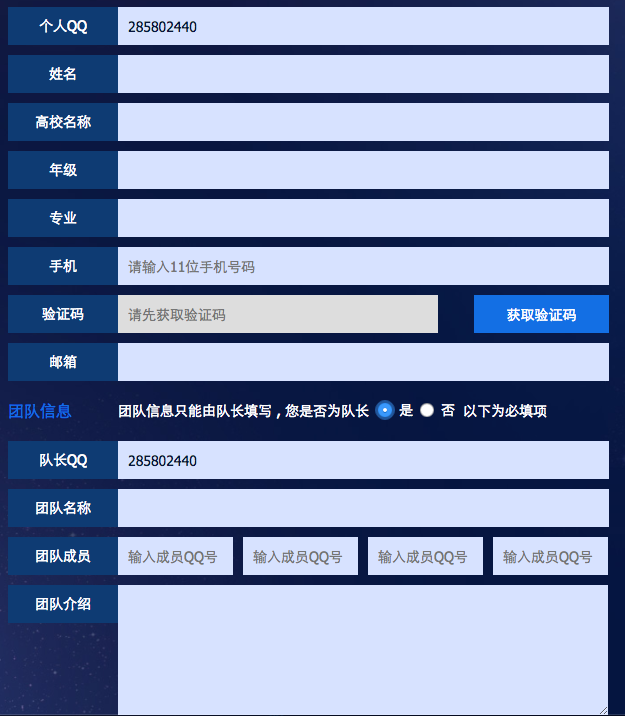 个人QQ 285802440
姓名
高校名称
年级
专业
手机 请输入11位手机号码
验证码 请先获取验证码 获取验证码
邮箱
团队信息 团队信息只能由队长填写，您是否为队长 是 否 以下为必填项
队长QQ 285802440
团队名称
团队成员 输入成员QQ号 输入成员QQ号 输入成员QQ号 输入成员QQ号
团队介绍